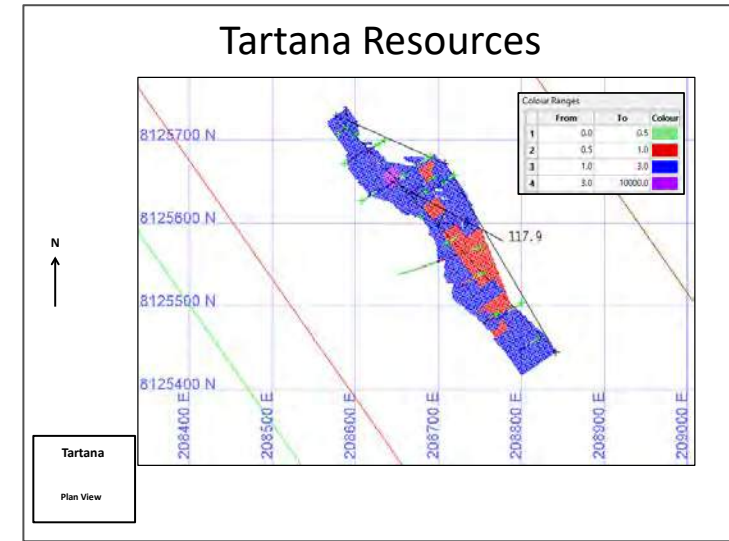 Tartana Resources
Colour Ranges
From To Colour
1 0.0 0.5
2 0.5 1.0
3 1.0 3.0
4 3.0 10000.0
8125700 N
8125600 N
117.9
N
8125500 N
8125400 N
208400 E
208500 E
208600 E
208700 E
208800 E
208900 E
209000 E
Tartana
Plan View